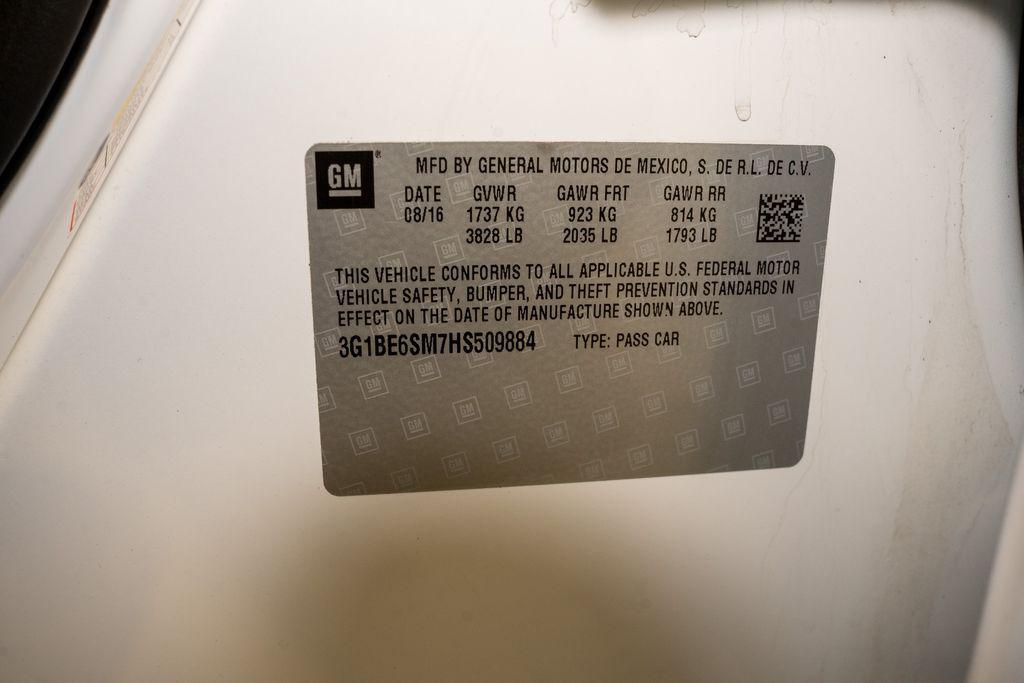 GM
MFD BY GENERAL MOTORS DE MEXICO, S. DE R.L. DE C.V.
DATE GVWR GAWR FRT GAWR RR
08/16 1737 KG 923 KG 814 KG
3828 LB 2035 LB 1793 LB
THIS VEHICLE CONFORMS TO ALL APPLICABLE U.S. FEDERAL MOTOR
VEHICLE SAFETY, BUMPER, AND THEFT PREVENTION STANDARDS IN
EFFECT ON THE DATE OF MANUFACTURE SHOWN ABOVE.
3G1BE6SM7HS509884 TYPE: PASS CAR